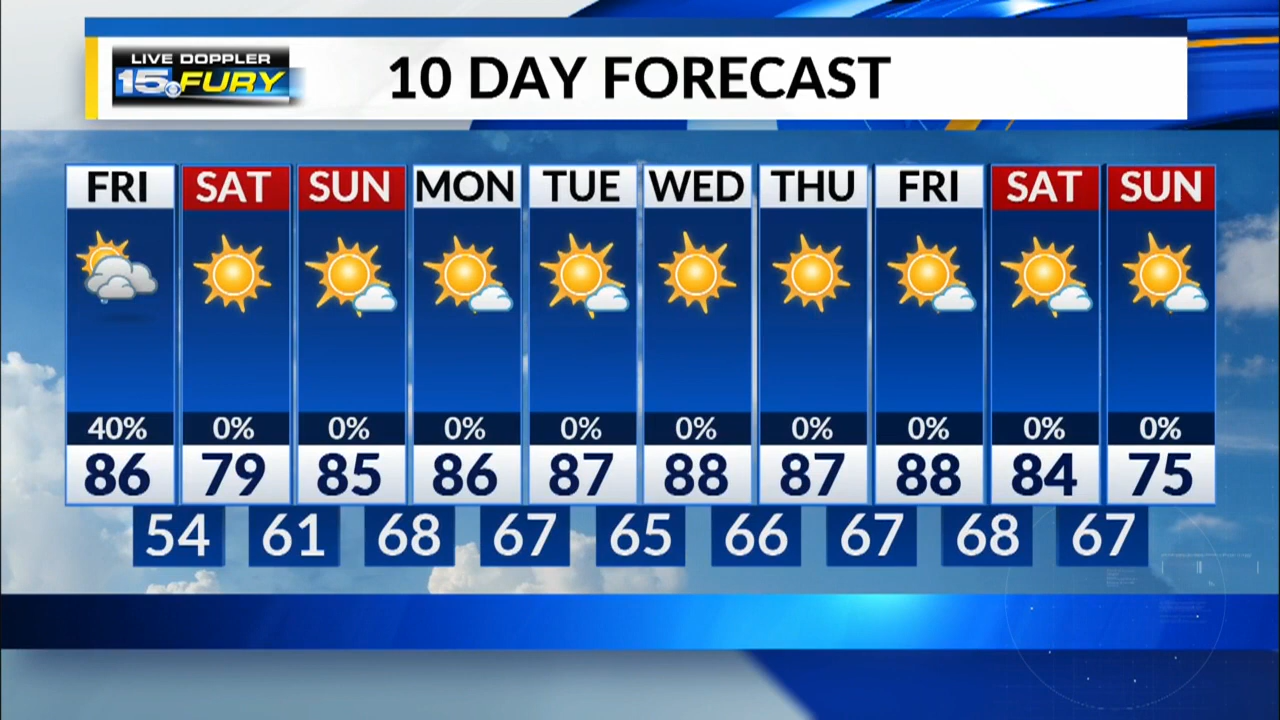 LIVE DOPPLER
15 FURY
10 DAY FORECAST
FRI SAT SUN MON TUE WED THU FRI SAT SUN
40% 0% 0% 0% 0% 0% 0% 0% 0% 0%
86 79 85 86 87 88 87 88 84 75
54 61 68 67 65 66 67 68 67